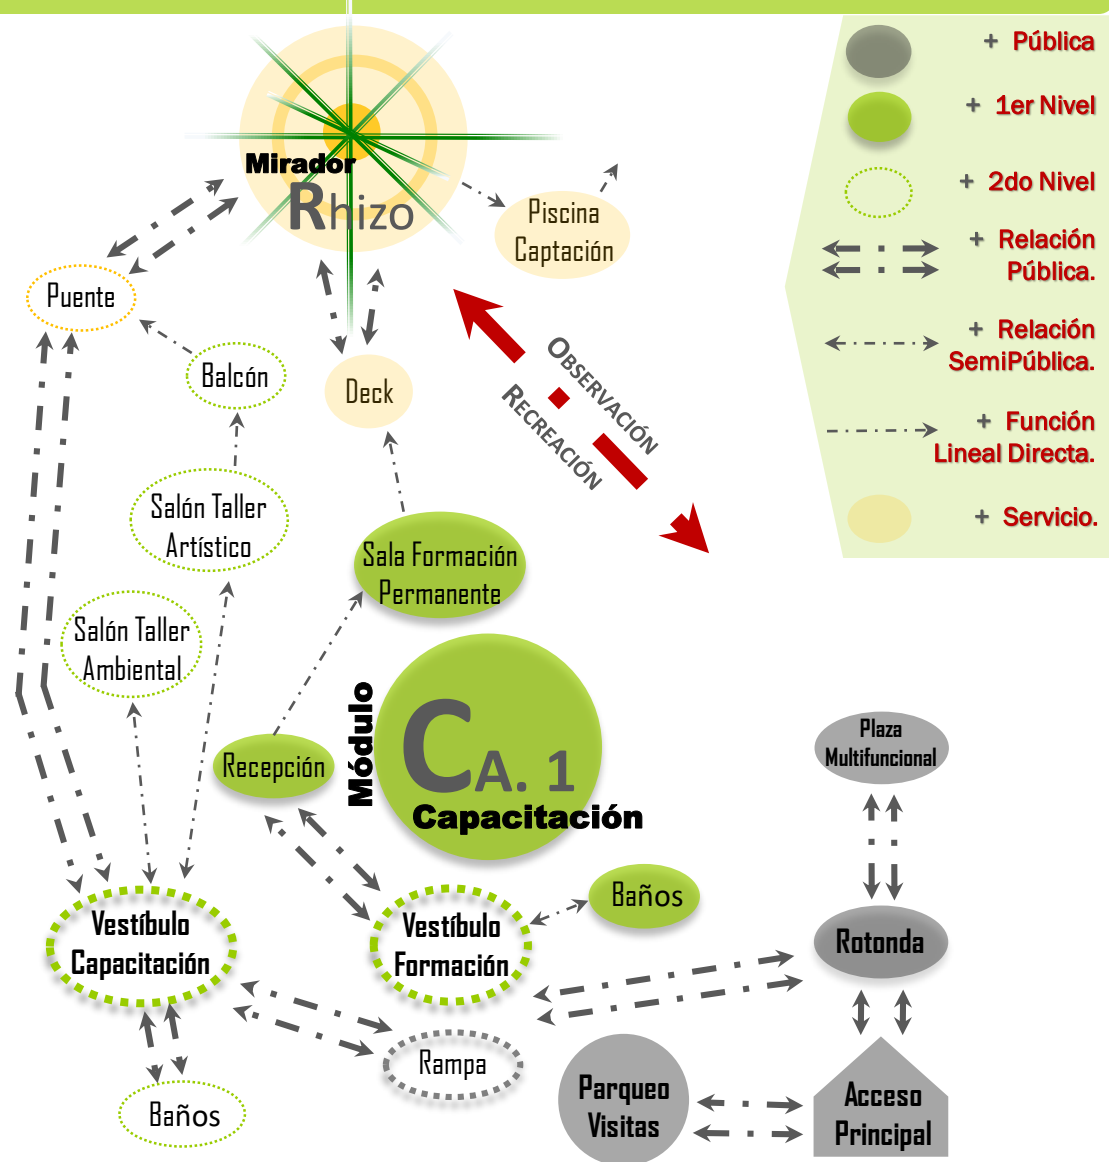 + Pública
+ 1er Nivel
+ 2do Nivel
+ Relación
Pública.
+ Relación
SemiPública.
+ Función
Lineal Directa.
+ Servicio.
Mirador
Rhizo
Piscina
Captación
Puente
Balcón
Deck
OBSERVACIÓN
RECREACIÓN
Salón Taller
Artístico
Sala Formación
Permanente
Salón Taller
Ambiental
Recepción
Módulo
CA. 1
Capacitación
Plaza
Multifuncional
Baños
Vestíbulo
Capacitación
Vestíbulo
Formación
Rotonda
Rampa
Parqueo
Visitas
Acceso
Principal
Baños